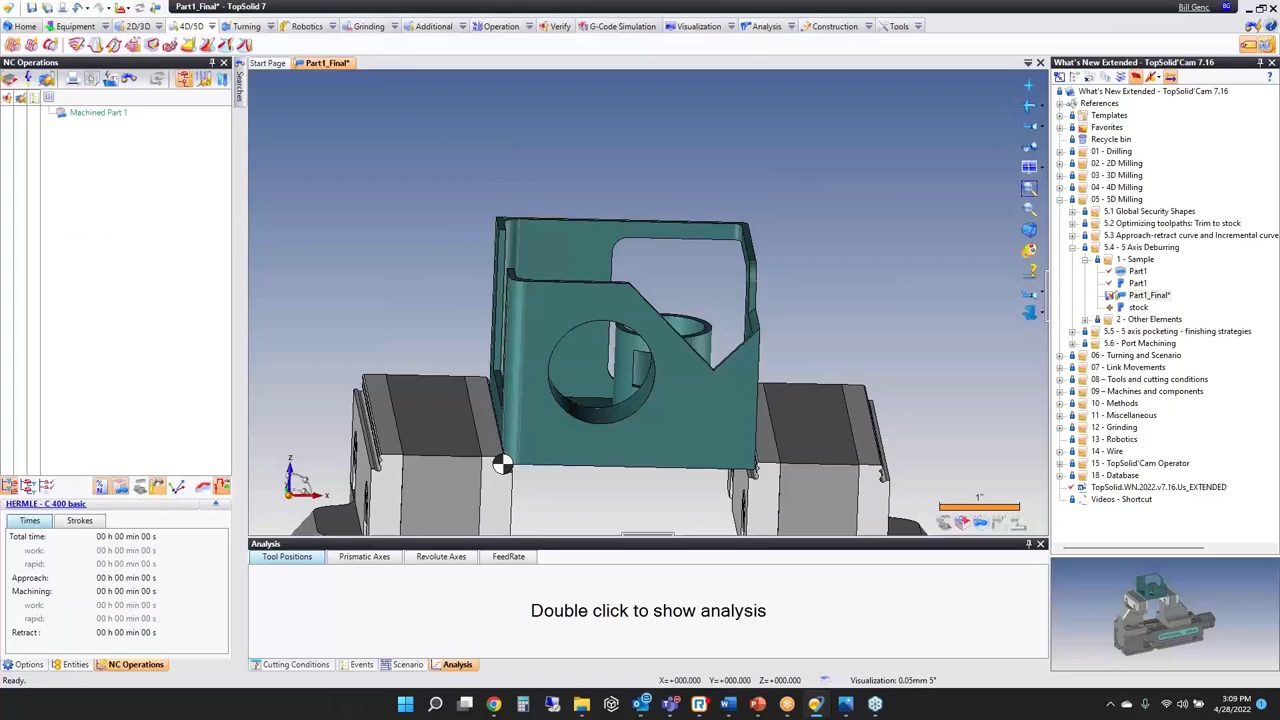 Part1_Final* - TopSolid 7
Bill Genc
BG
Home
Equipment
2D/3D
4D/5D
Turning
Robotics
Grinding
Additional
Operation
Verify
G-Code Simulation
Visualization
Analysis
Construction
Tools
NC Operations
Machined Part 1
Searches
Start Page
Part1_Final*
z
x
1"
What's New Extended - TopSolid'Cam 7.16
What's New Extended - TopSolid'Cam 7.16
References
Templates
Favorites
Recycle bin
01 - Drilling
02 - 2D Milling
03 - 3D Milling
04 - 4D Milling
05 - 5D Milling
5.1 Global Security Shapes
5.2 Optimizing toolpaths: Trim to stock
5.3 Approach-retract curve and Incremental curve
5.4 - 5 Axis Deburring
1 - Sample
Part1
Part1
Part1_Final*
stock
2 - Other Elements
5.5 - 5 axis pocketing - finishing strategies
5.6 - Port Machining
06 - Turning and Scenario
07 - Link Movements
08 – Tools and cutting conditions
09 – Machines and components
10 - Methods
11 - Miscellaneous
12 - Grinding
13 - Robotics
14 - Wire
15 - TopSolid'Cam Operator
18 - Database
TopSolid.WN.2022.v7.16.Us_EXTENDED
Videos - Shortcut
HERMLE - C 400 basic
Times
Strokes
Total time: 00 h 00 min 00 s
work: 00 h 00 min 00 s
rapid: 00 h 00 min 00 s
Approach: 00 h 00 min 00 s
Machining: 00 h 00 min 00 s
work: 00 h 00 min 00 s
rapid: 00 h 00 min 00 s
Retract : 00 h 00 min 00 s
Options
Entities
NC Operations
Analysis
Tool Positions
Prismatic Axes
Revolute Axes
FeedRate
Double click to show analysis
Cutting Conditions
Events
Scenario
Analysis
Ready.
X=+000.000 Y=+000.000 Z=+000.000
Visualization: 0.05mm 5°
3:09 PM
4/28/2022